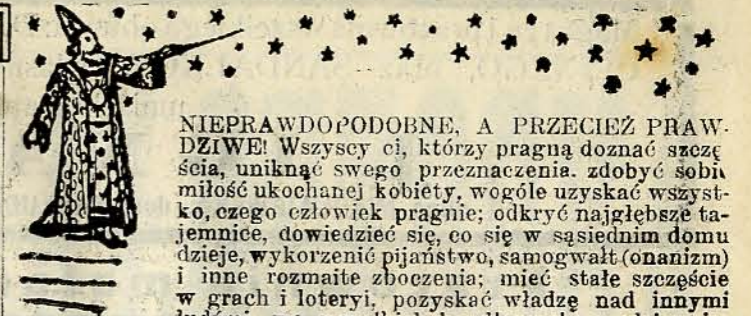 NIEPRAWDOPODOBNE, A PRZECIEŻ PRAW-
DZIWE! Wszyscy ci, którzy pragną doznać szczę
ścia, uniknąć swego przeznaczenia. zdobyć sobi
miłość ukochanej kobiety, wogóle uzyskać wszyst-
ko, czego człowiek pragnie; odkryć najgłębsze ta-
jemnice, dowiedzieć się, co się w sąsiednim domu
dzieje, wykorzenić pijaństwo, samogwałt (onanizm)
i inne rozmaite zboczenia; mieć stałe szczęście
w grach i loteryi, pozyskać władzę nad innymi